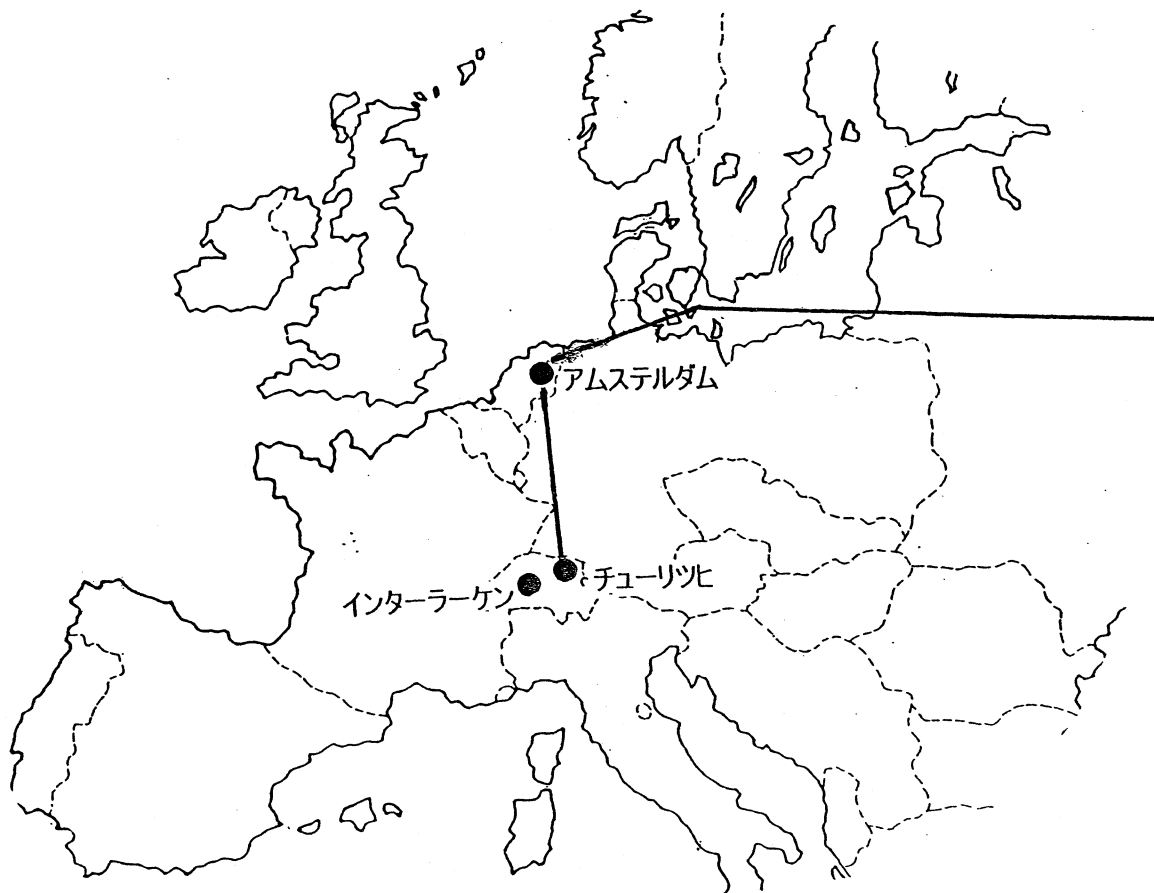 アムステルダム
チューリッヒ
インターラーケン